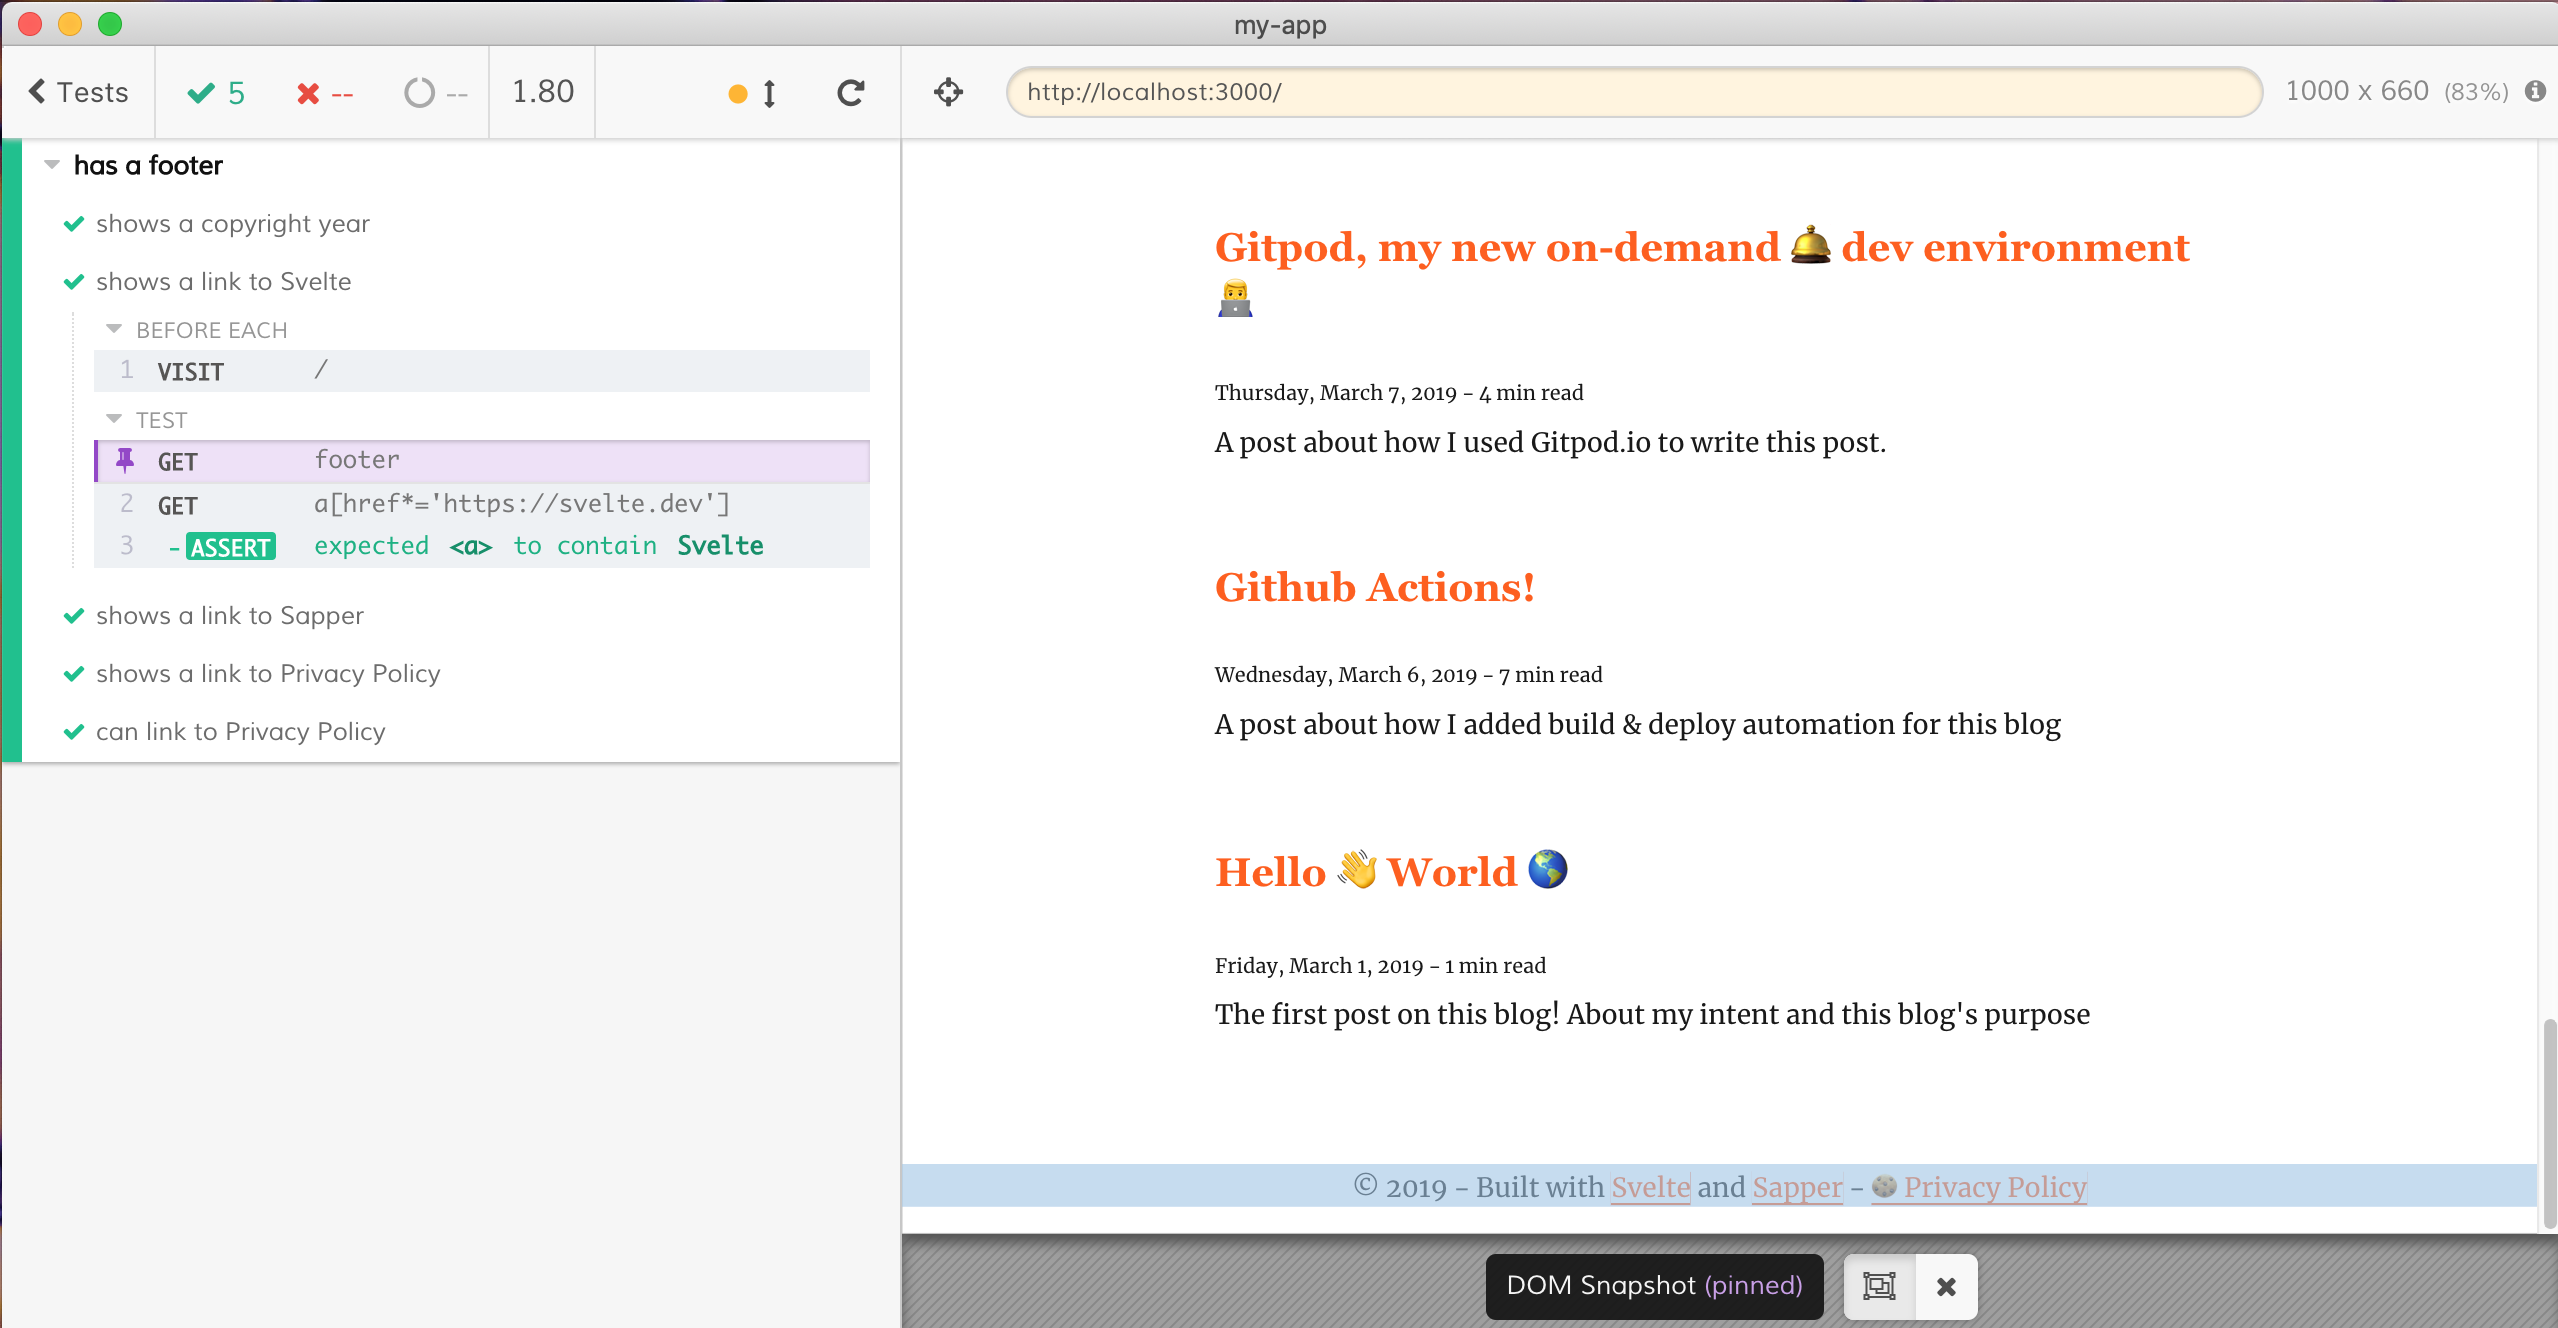 my-app
Tests 5 -- -- 1.80
http://localhost:3000/ 1000 x 660 (83%)
has a footer
shows a copyright year
shows a link to Svelte
BEFORE EACH
1 VISIT /
TEST
GET footer
2 GET a[href*='https://svelte.dev']
3 -ASSERT expected <a> to contain Svelte
shows a link to Sapper
shows a link to Privacy Policy
can link to Privacy Policy
Gitpod, my new on-demand 🛎 dev environment
👨‍💻
Thursday, March 7, 2019 - 4 min read
A post about how I used Gitpod.io to write this post.
Github Actions!
Wednesday, March 6, 2019 - 7 min read
A post about how I added build & deploy automation for this blog
Hello 👋 World 🌎
Friday, March 1, 2019 - 1 min read
The first post on this blog! About my intent and this blog's purpose
© 2019 - Built with Svelte and Sapper - 🍪 Privacy Policy
DOM Snapshot (pinned)